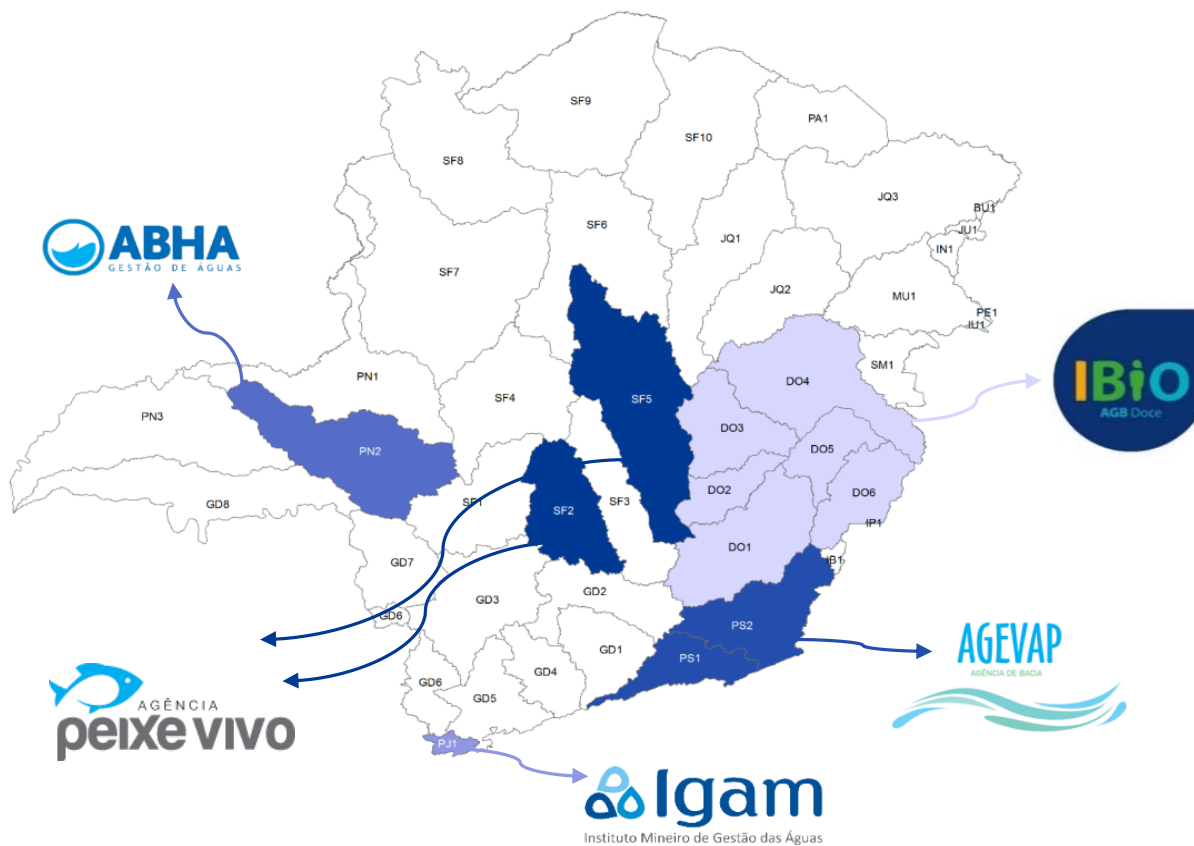 SF9
PA1
SF10
SF8
JQ3
BU1
JU1
SF6
IN1
JQ1
ABHA
GESTÃO DE ÁGUAS
SF7
JQ2
MU1
PE1
IU1
SM1
IBiO
AGB Doce
PN1
DO4
SF4
SF5
PN3
DO3
PN2
DO5
DO2
DO6
GD8
SF1
SF2
SF3
IP1
DO1
IB1
GD7
GD3
GD2
GD6
PS2
GD1
PS1
AGEVAP
AGÊNCIA DE BACIA
GD4
GD6
GD5
AGÊNCIA
peixe vivo
PJ1
Igam
Instituto Mineiro de Gestão das Águas